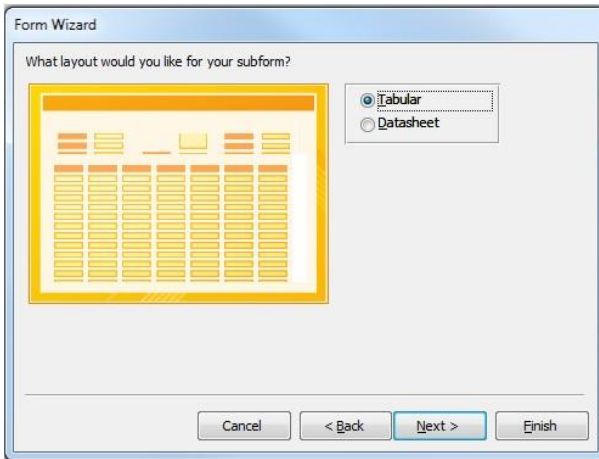 Form Wizard
What layout would you like for your subform?
Tabular
Datasheet
Cancel
< Back
Next >
Finish